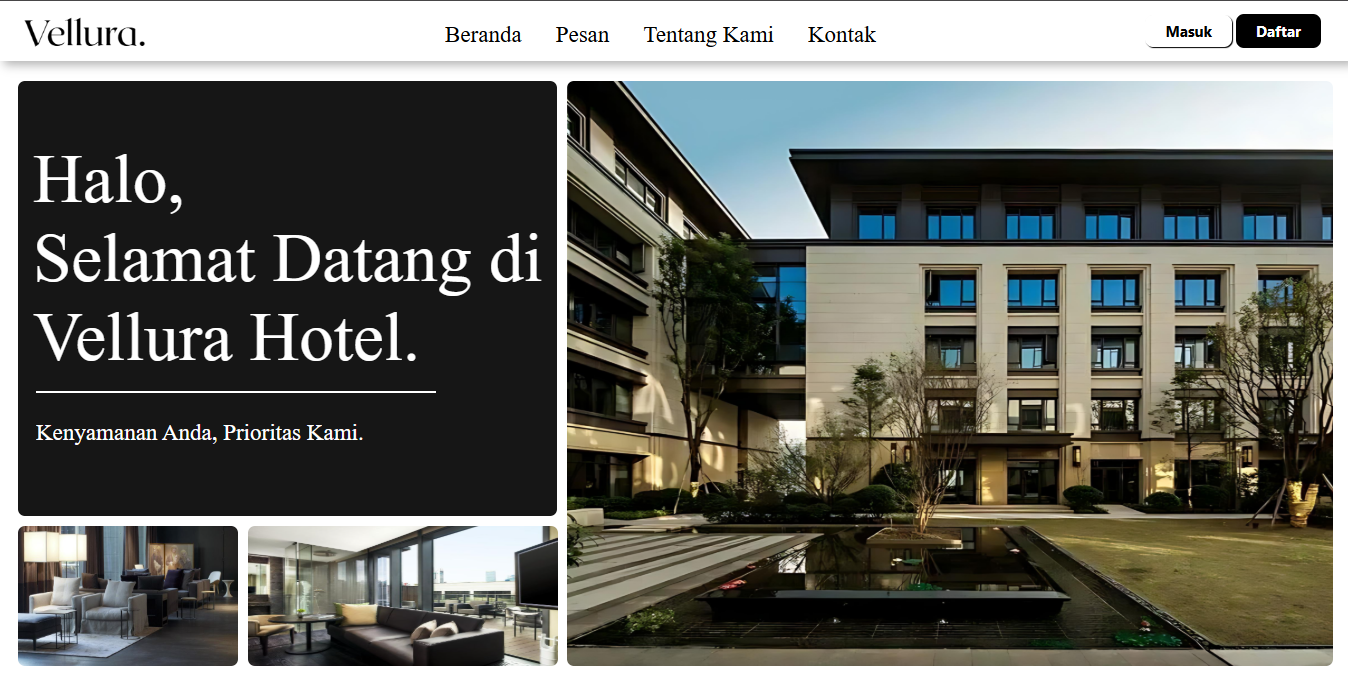 Vellura.
Beranda
Pesan
Tentang Kami
Kontak
Masuk
Daftar
Halo,
Selamat Datang di
Vellura Hotel.
Kenyamanan Anda, Prioritas Kami.